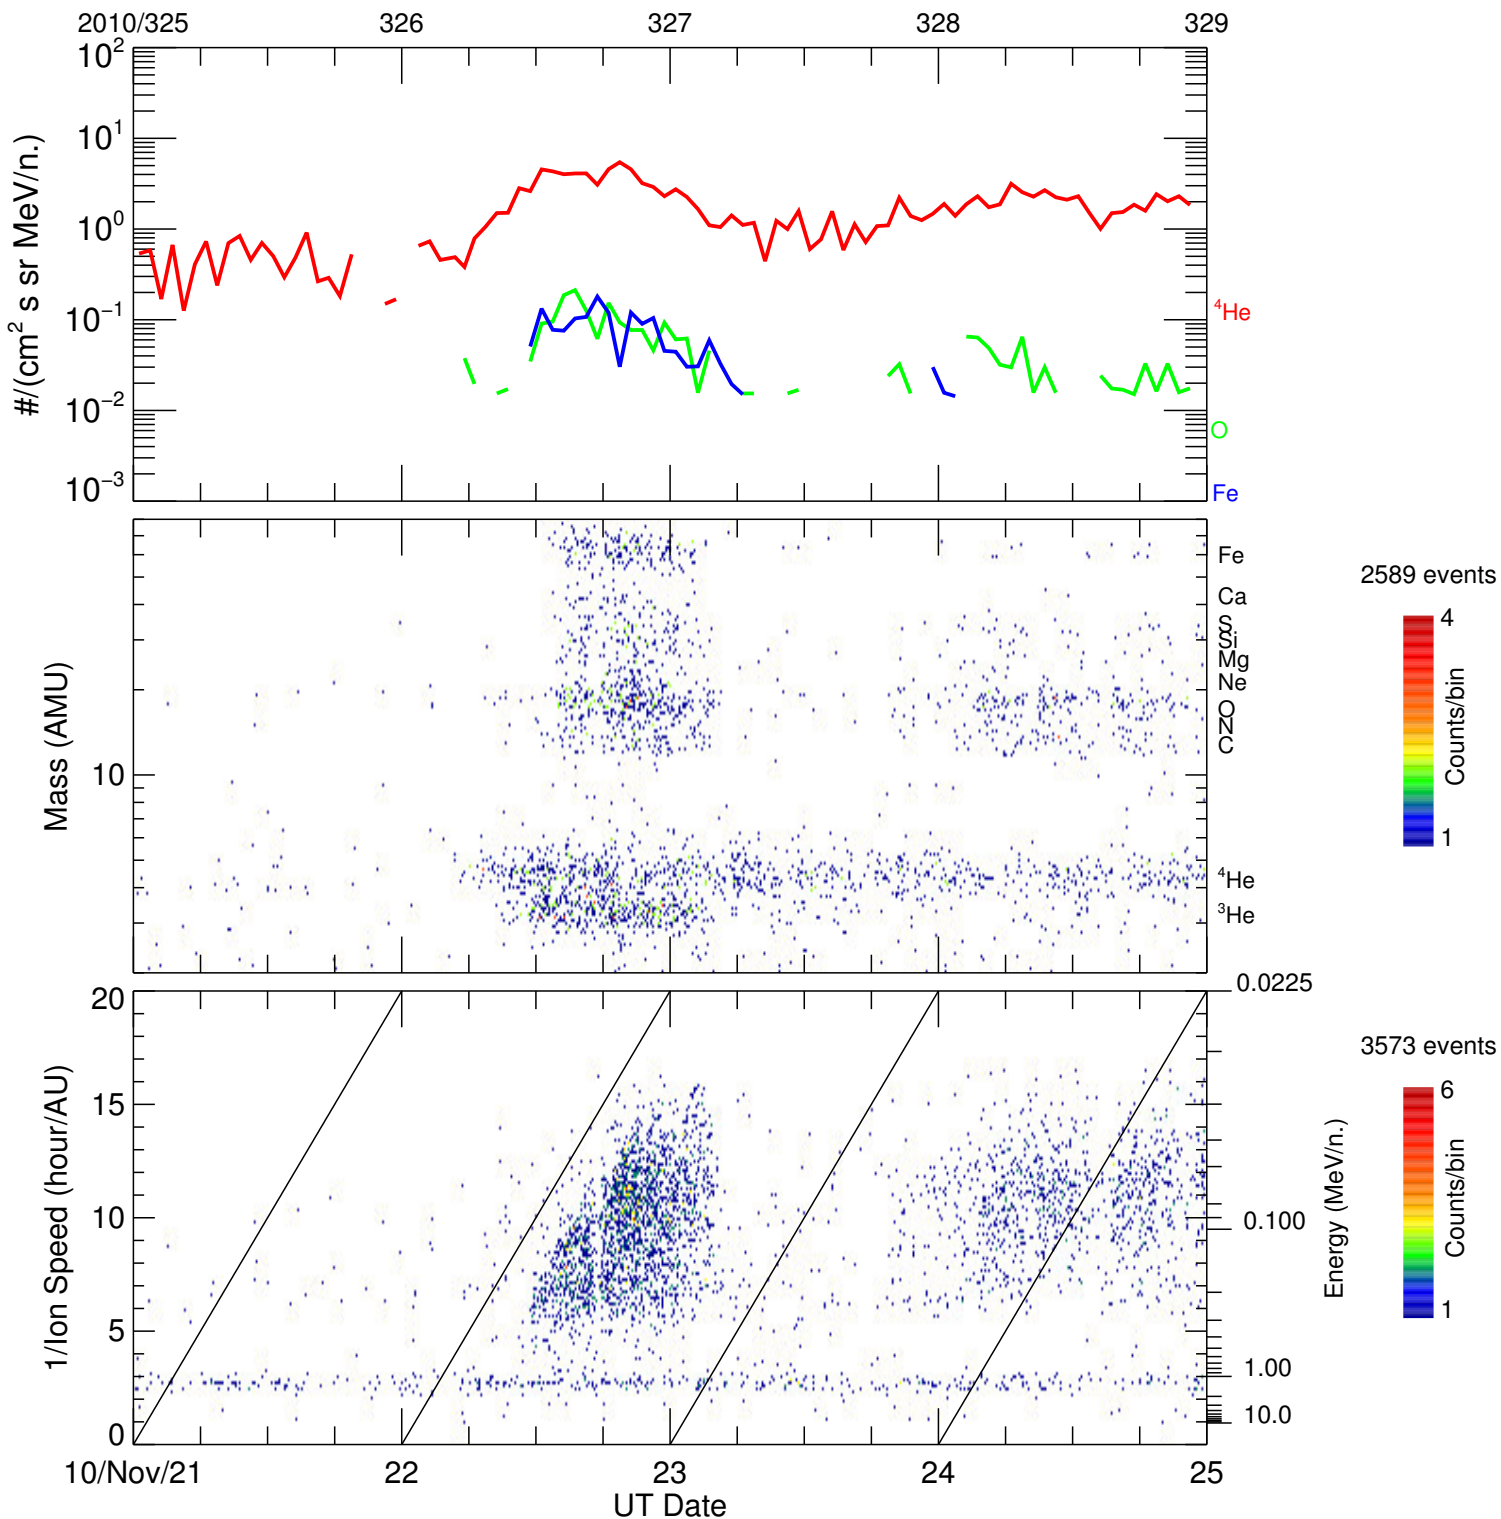 2010/325 326 327 328 329
10²
10¹
10⁰
10⁻¹
10⁻²
10⁻³
#/(cm² s sr MeV/n.)
⁴He
O
Fe
Mass (AMU)
10
Fe
Ca
S
Si
Mg
Ne
O
N
C
⁴He
³He
2589 events
4
Counts/bin
1
1/Ion Speed (hour/AU)
20
15
10
5
0
0.0225
0.100
1.00
10.0
Energy (MeV/n.)
3573 events
6
Counts/bin
1
10/Nov/21 22 23 24 25
UT Date